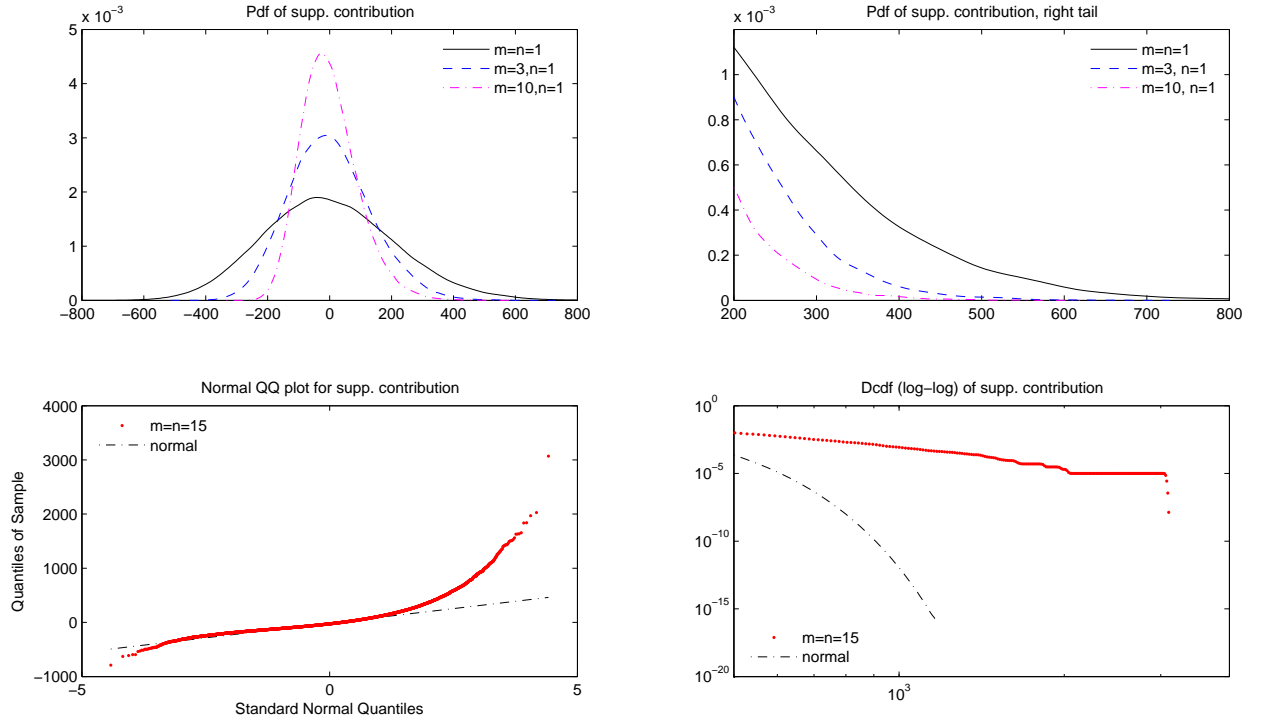 Pdf of supp. contribution
x 10⁻³
5
4
3
2
1
0
−800 −600 −400 −200 0 200 400 600 800
m=n=1
m=3,n=1
m=10,n=1
Pdf of supp. contribution, right tail
x 10⁻³
1
0.8
0.6
0.4
0.2
0
200 300 400 500 600 700 800
m=n=1
m=3, n=1
m=10, n=1
Normal QQ plot for supp. contribution
Quantiles of Sample
4000
3000
2000
1000
0
−1000
−5 0 5
Standard Normal Quantiles
m=n=15
normal
Dcdf (log−log) of supp. contribution
10⁰
10⁻⁵
10⁻¹⁰
10⁻¹⁵
10⁻²⁰
10³
m=n=15
normal